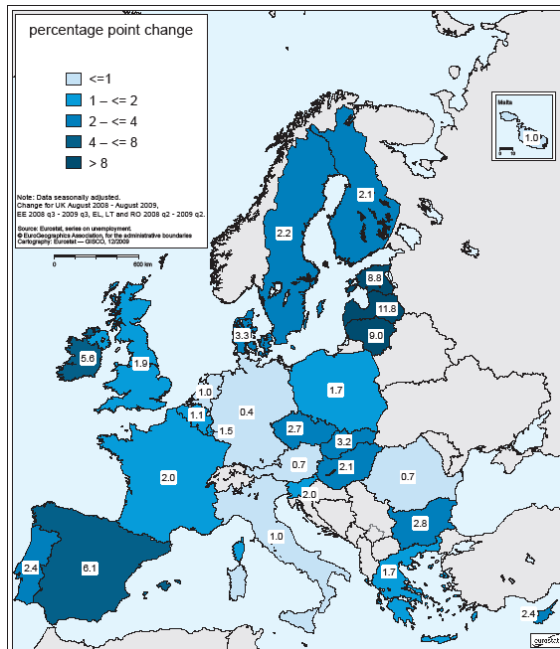 percentage point change
<=1
1 – <= 2
2 – <= 4
4 – <= 8
> 8
Note: Data seasonally adjusted.
Change for UK August 2008 - August 2009,
EE 2008 q3 - 2009 q3, EL, LT and RO 2008 q2 - 2009 q2.
Source: Eurostat, series on unemployment.
© EuroGeographics Association, for the administrative boundaries
Cartography: Eurostat — GISCO, 12/2009
600 km
Malta
1.0
2.1
2.2
8.8
11.8
9.0
3.3
5.6
1.9
1.0
1.7
0.4
1.1
1.5
2.7
3.2
0.7
2.1
0.7
2.0
2.0
2.8
1.0
1.7
2.4
6.1
2.4
eurostat